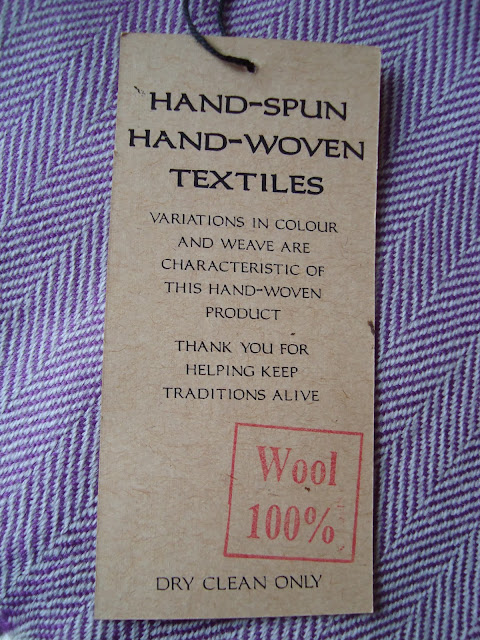 HAND-SPUN
HAND-WOVEN
TEXTILES
VARIATIONS IN COLOUR
AND WEAVE ARE
CHARACTERISTIC OF
THIS HAND-WOVEN
PRODUCT
THANK YOU FOR
HELPING KEEP
TRADITIONS ALIVE
Wool
100%
DRY CLEAN ONLY